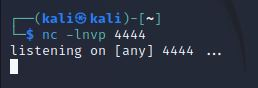 ┌──(kali㉿kali)-[~]
└─$ nc -lnvp 4444
listening on [any] 4444 ...